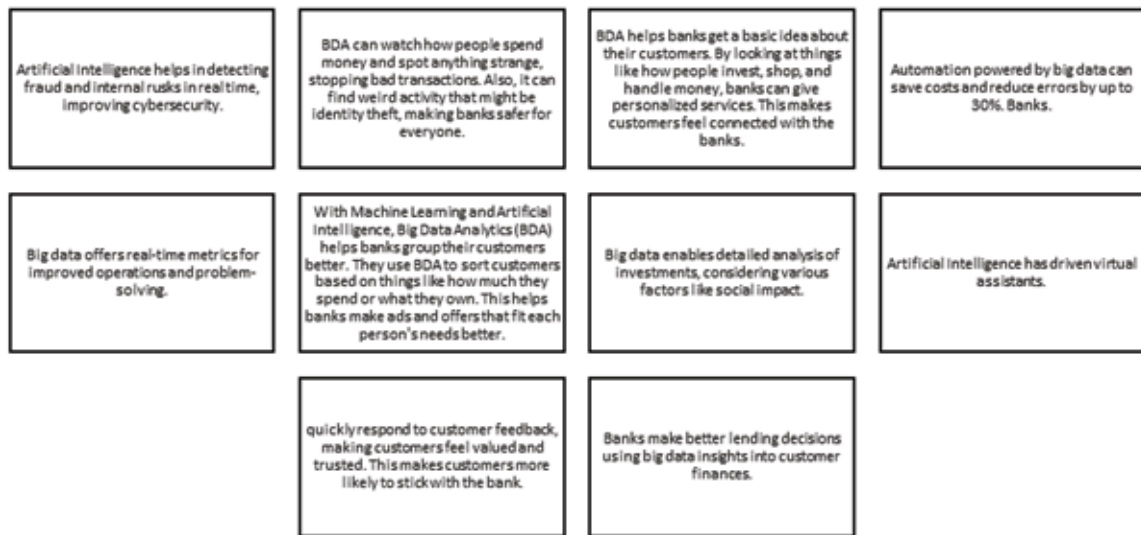 Artificial Intelligence helps in detecting
fraud and internal rusks in real time,
improving cybersecurity.
BDA can watch how people spend
money and spot anything strange,
stopping bad transactions. Also, it can
find weird activity that might be
identity theft, making banks safer for
everyone.
BDA helps banks get a basic idea about
their customers. By looking at things
like how people invest, shop, and
handle money, banks can give
personalized services. This makes
customers feel connected with the
banks.
Automation powered by big data can
save costs and reduce errors by up to
30%. Banks.
Big data offers real-time metrics for
improved operations and problem-
solving.
With Machine Learning and Artificial
Intelligence, Big Data Analytics (BDA)
helps banks group their customers
better. They use BDA to sort customers
based on things like how much they
spend or what they own. This helps
banks make ads and offers that fit each
person's needs better.
Big data enables detailed analysis of
investments, considering various
factors like social impact.
Artificial Intelligence has driven virtual
assistants.
quickly respond to customer feedback,
making customers feel valued and
trusted. This makes customers more
likely to stick with the bank.
Banks make better lending decisions
using big data insights into customer
finances.